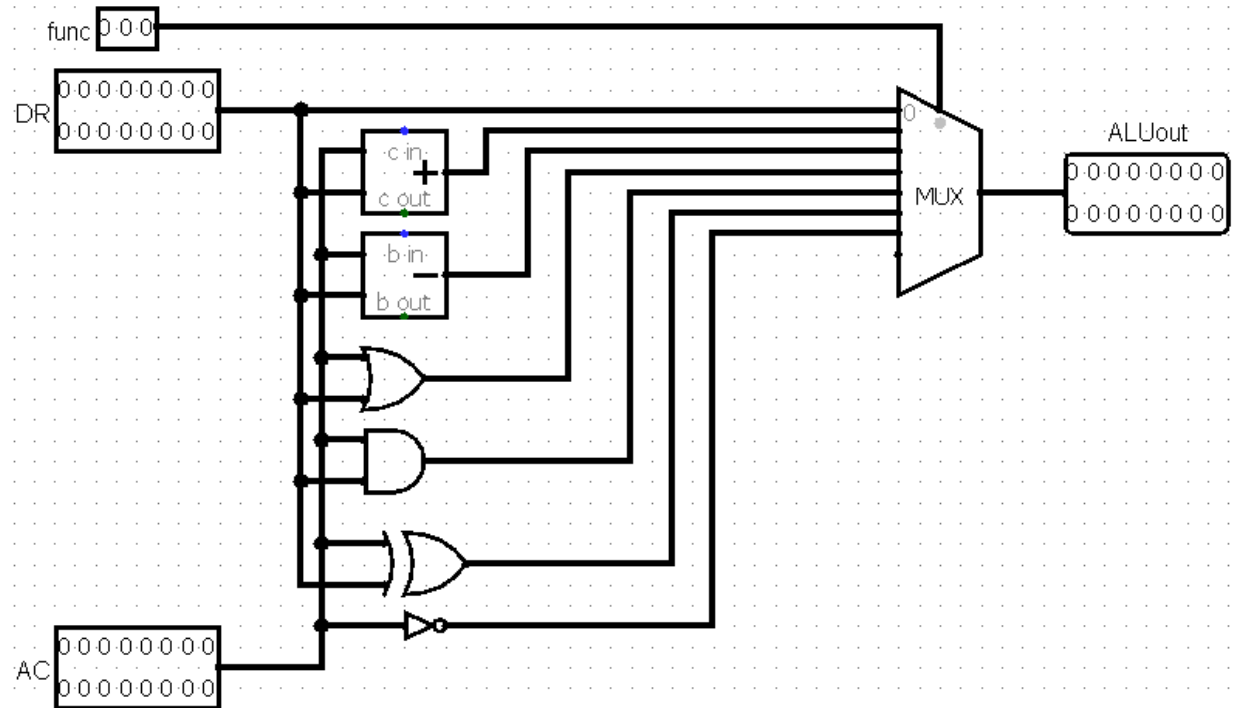 func 0 0 0
DR
0 0 0 0 0 0 0 0
0 0 0 0 0 0 0 0
0
c in
+
c out
b in
−
b out
MUX
ALUout
0 0 0 0 0 0 0 0
0 0 0 0 0 0 0 0
AC
0 0 0 0 0 0 0 0
0 0 0 0 0 0 0 0